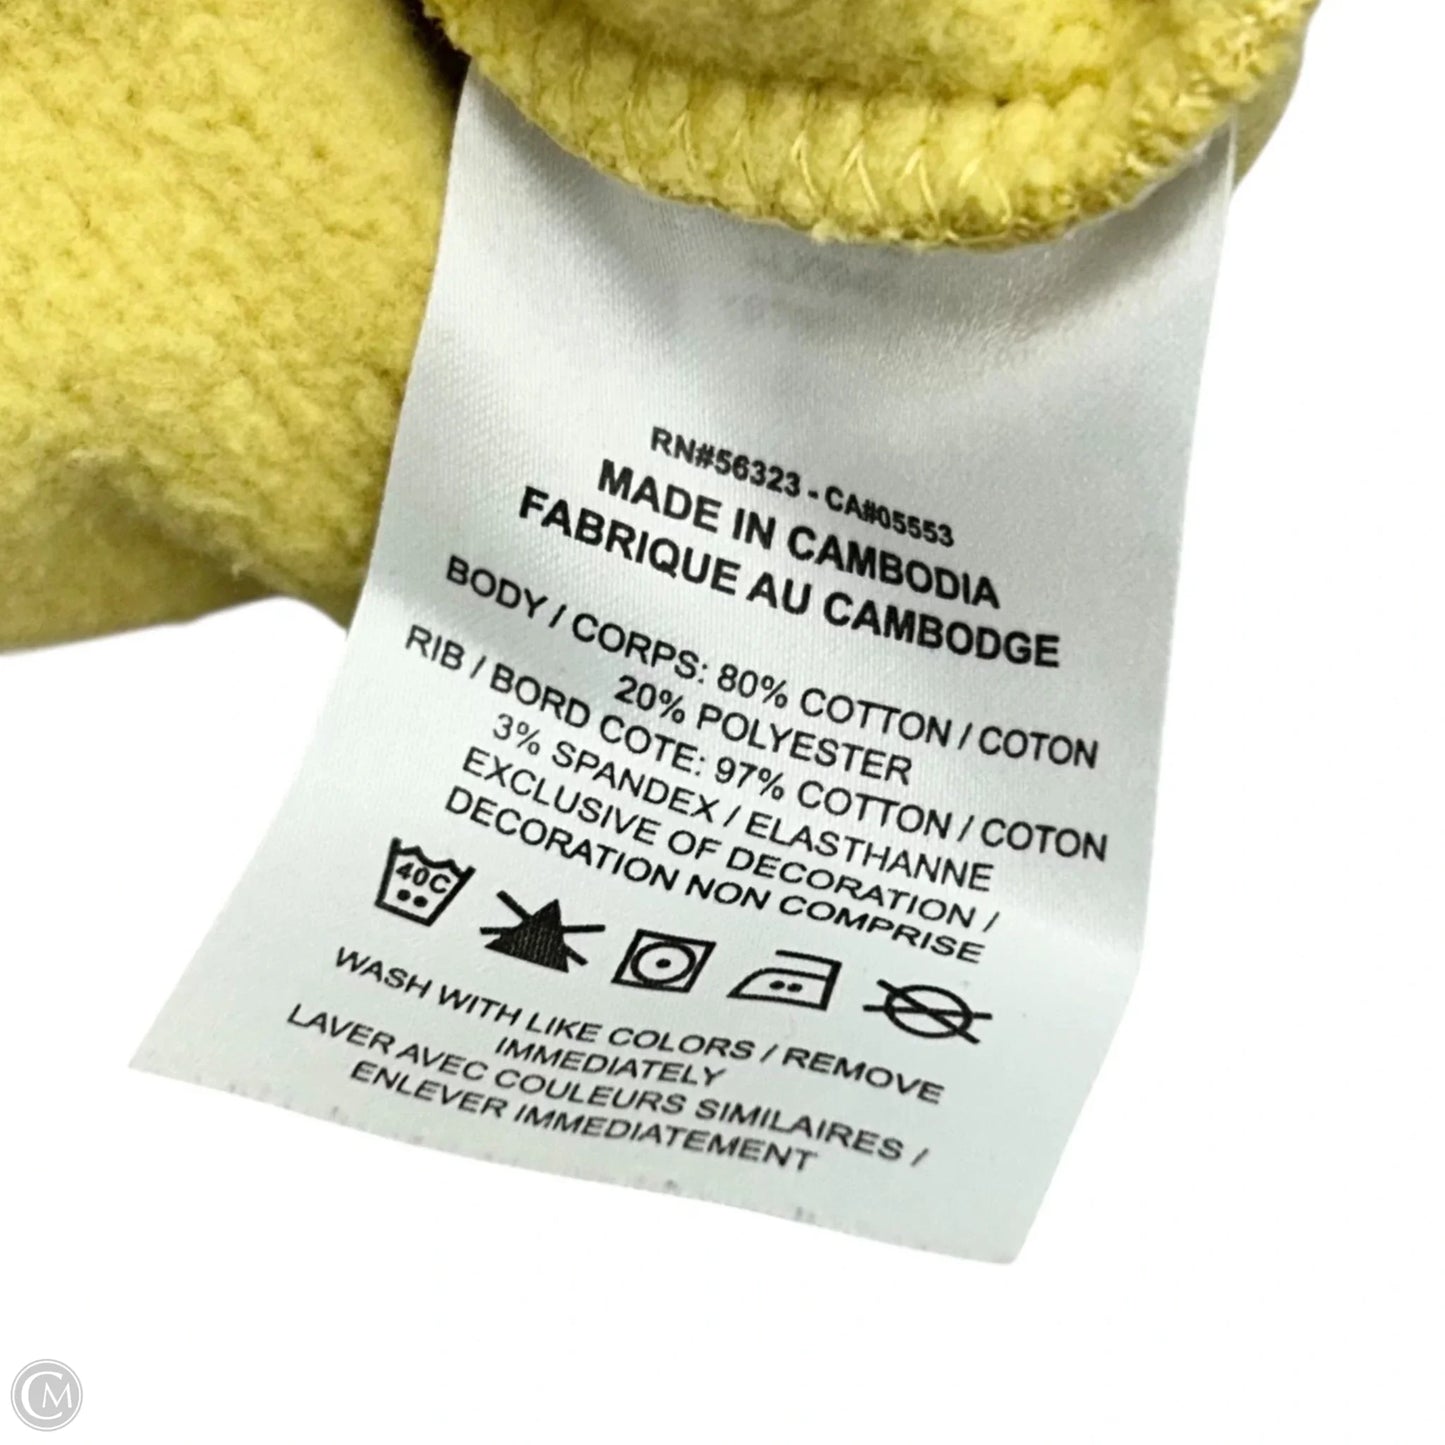 RN#56323 - CA#05553
MADE IN CAMBODIA
FABRIQUE AU CAMBODGE
BODY / CORPS: 80% COTTON / COTON
20% POLYESTER
RIB / BORD COTE: 97% COTTON / COTON
3% SPANDEX / ELASTHANNE
EXCLUSIVE OF DECORATION /
DECORATION NON COMPRISE
40C
WASH WITH LIKE COLORS / REMOVE
IMMEDIATELY
LAVER AVEC COULEURS SIMILAIRES /
ENLEVER IMMEDIATEMENT
CM